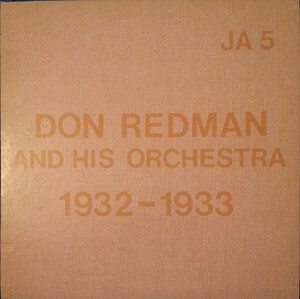 JA 5
DON REDMAN
AND HIS ORCHESTRA
1932-1933